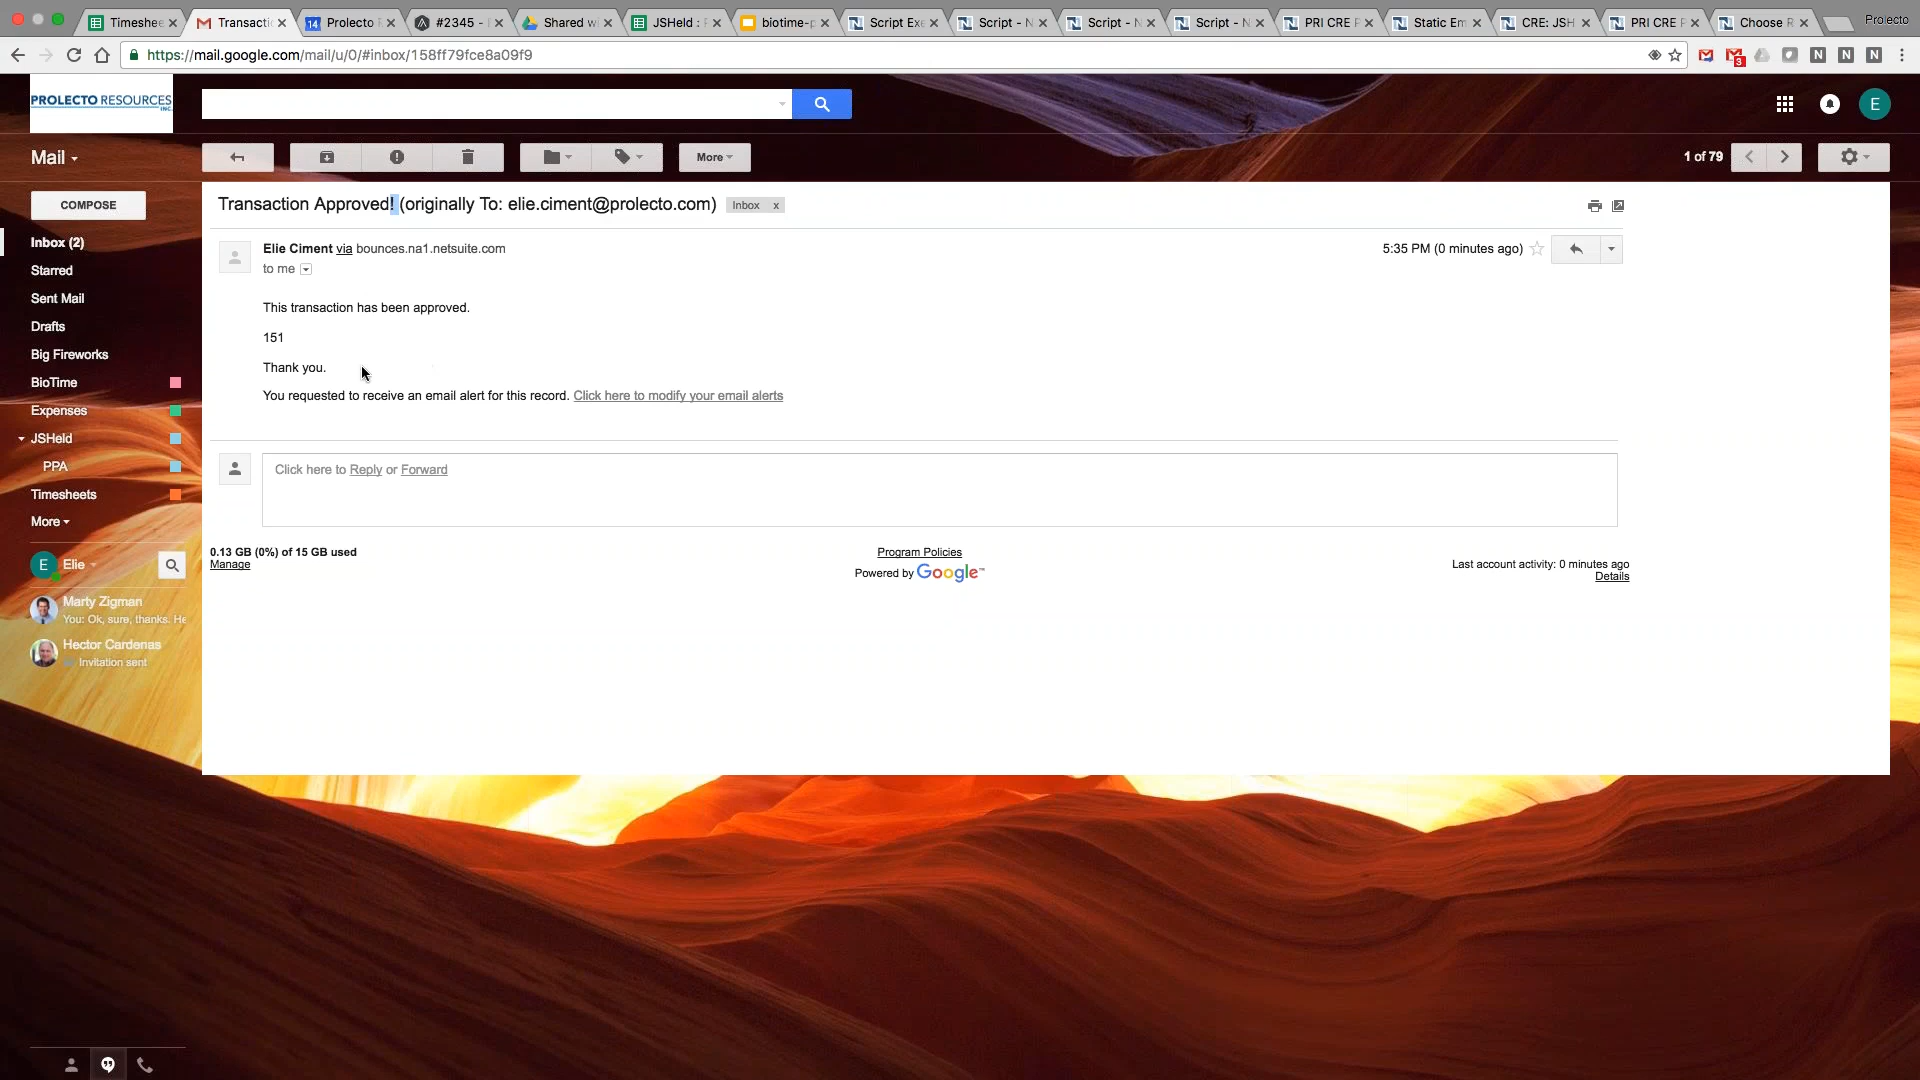 Timeshee
Transactio
14 Prolecto R
#2345 -
Shared wi
JSHeld :
biotime-p
Script Exe
Script - N
Script - N
Script - N
PRI CRE P
Static Em
CRE: JSH
PRI CRE P
Choose R
Prolecto
https://mail.google.com/mail/u/0/#inbox/158ff79fce8a09f9
3
N N N
PROLECTO RESOURCES
INC.
E
Mail
More
1 of 79
COMPOSE
Transaction Approved! (originally To: elie.ciment@prolecto.com) Inbox x
Inbox (2)
Starred
Sent Mail
Drafts
Big Fireworks
BioTime
Expenses
JSHeld
PPA
Timesheets
More
Elie Ciment via bounces.na1.netsuite.com
5:35 PM (0 minutes ago)
to me
This transaction has been approved.
151
Thank you.
You requested to receive an email alert for this record. Click here to modify your email alerts
Click here to Reply or Forward
0.13 GB (0%) of 15 GB used
Manage
Program Policies
Powered by Google™
Last account activity: 0 minutes ago
Details
E Elie
Marty Zigman
You: Ok, sure, thanks. He
Hector Cardenas
Invitation sent